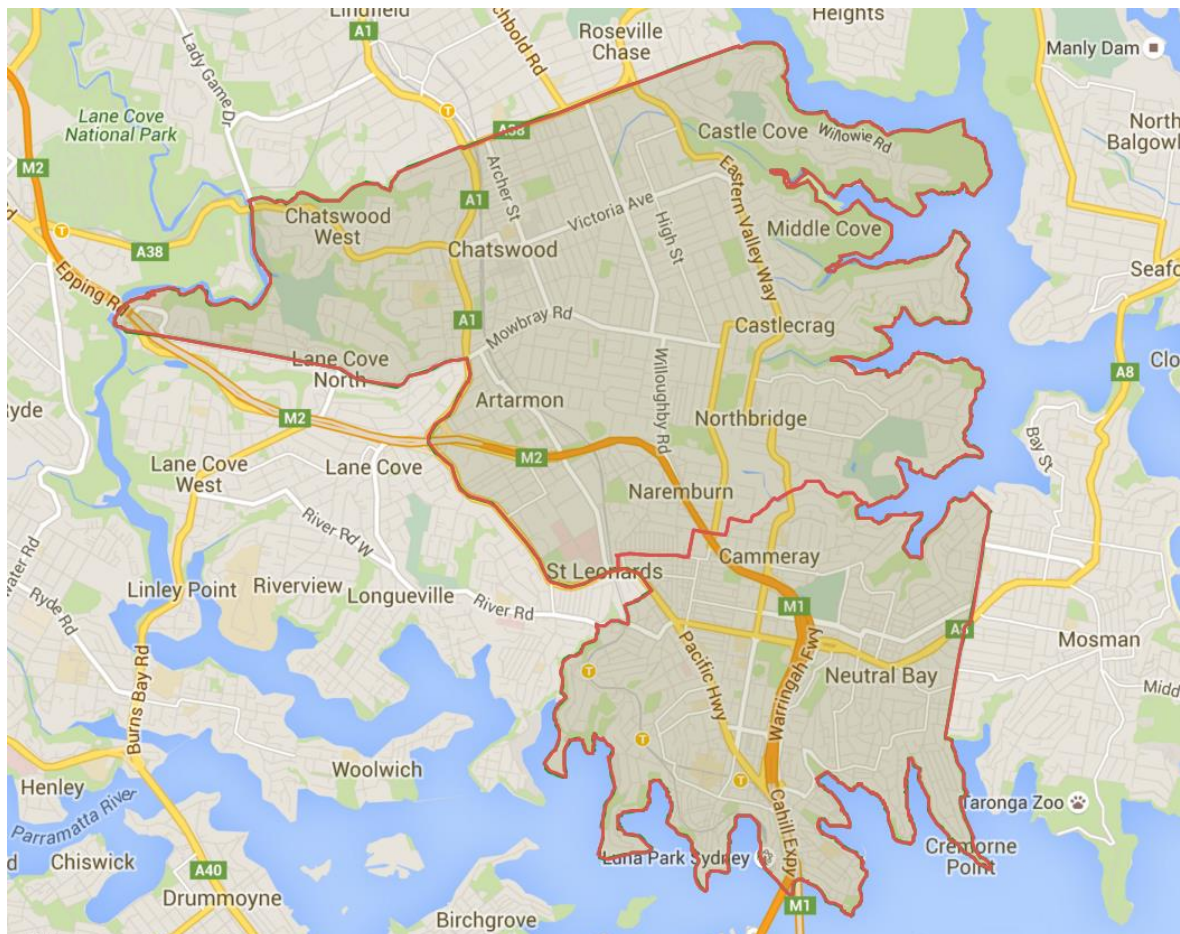 Lindfield
Heights
A1
Archbold Rd
Roseville
Chase
Manly Dam
Lady Game Dr
Lane Cove
National Park
A38
Castle Cove
Willowie Rd
North
M2
Archer St
Eastern Valley Way
A1
Victoria Ave
High St
Chatswood
West
Middle Cove
Chatswood
A38
Epping Rd
Mowbray Rd
A1
Castlecrag
Lane Cove
North
Willoughby Rd
A8
Ryde
Artarmon
Northbridge
M2
M2
Bay St
Lane Cove
West
Lane Cove
Naremburn
River Rd W
Cammeray
St Leonards
Linley Point
Riverview
Longueville
River Rd
M1
Ryde Rd
Pacific Hwy
Warringah Fwy
A8
Mosman
Neutral Bay
Burns Bay Rd
Woolwich
Henley
Parramatta River
Cahill Expy
Taronga Zoo
Chiswick
Luna Park Sydney
Cremorne
Point
A40
Drummoyne
M1
Birchgrove